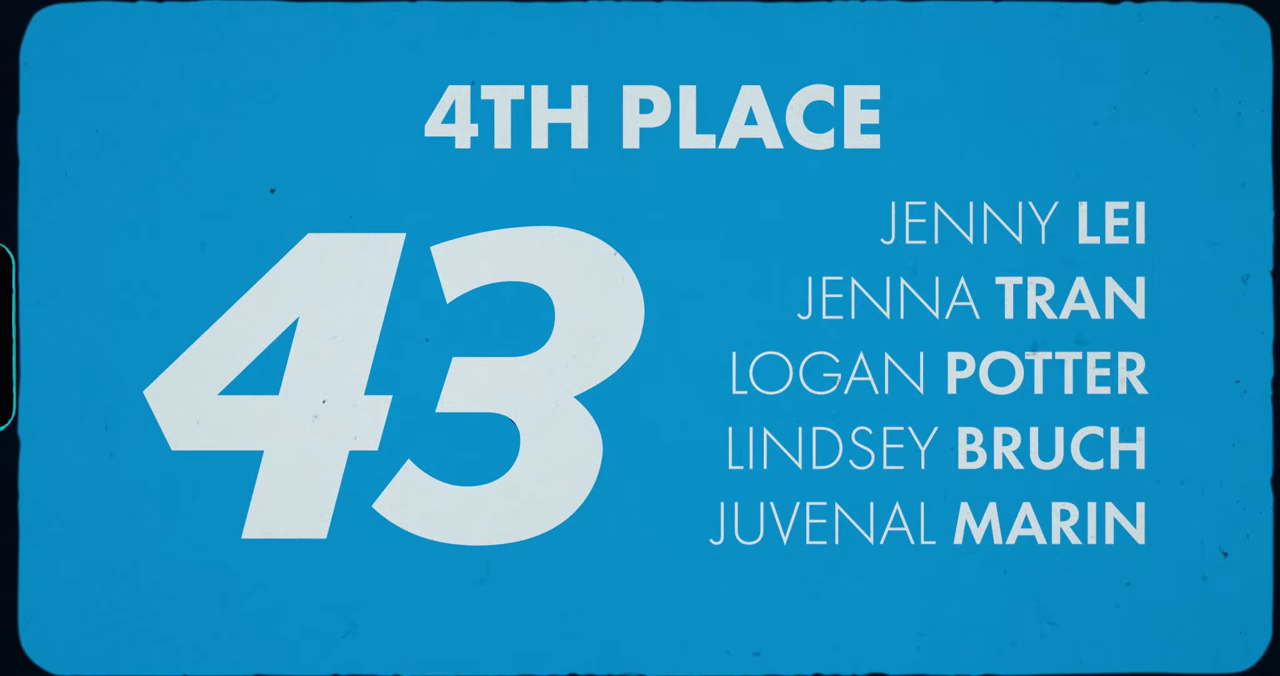 4TH PLACE
43
JENNY LEI
JENNA TRAN
LOGAN POTTER
LINDSEY BRUCH
JUVENAL MARIN